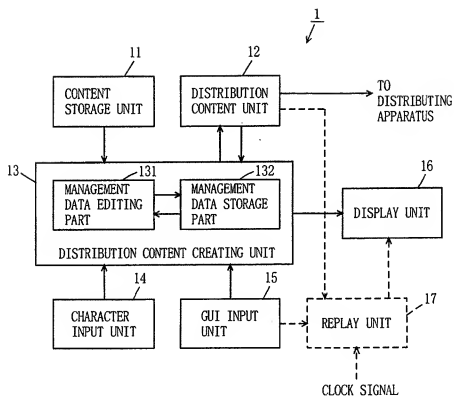 1
11
12
CONTENT
STORAGE UNIT
DISTRIBUTION
CONTENT UNIT
TO
DISTRIBUTING
APPARATUS
13
131
132
MANAGEMENT
DATA EDITING
PART
MANAGEMENT
DATA STORAGE
PART
DISTRIBUTION CONTENT CREATING UNIT
16
DISPLAY UNIT
14
15
17
CHARACTER
INPUT UNIT
GUI INPUT
UNIT
REPLAY UNIT
CLOCK SIGNAL